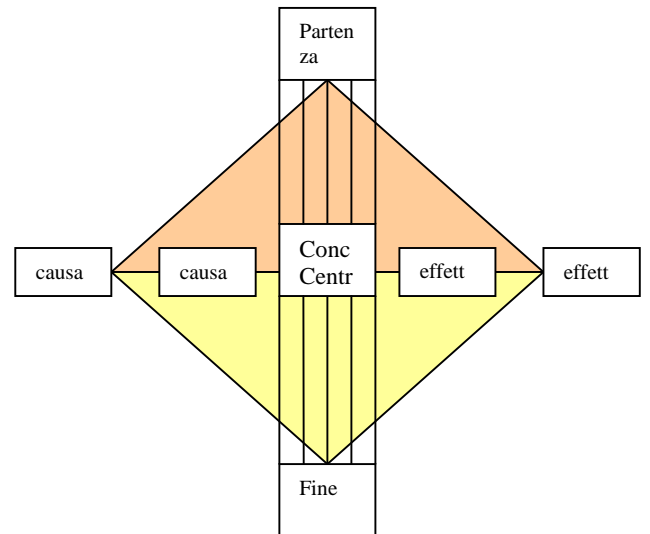 Parten
za
causa
causa
Conc
Centr
effett
effett
Fine